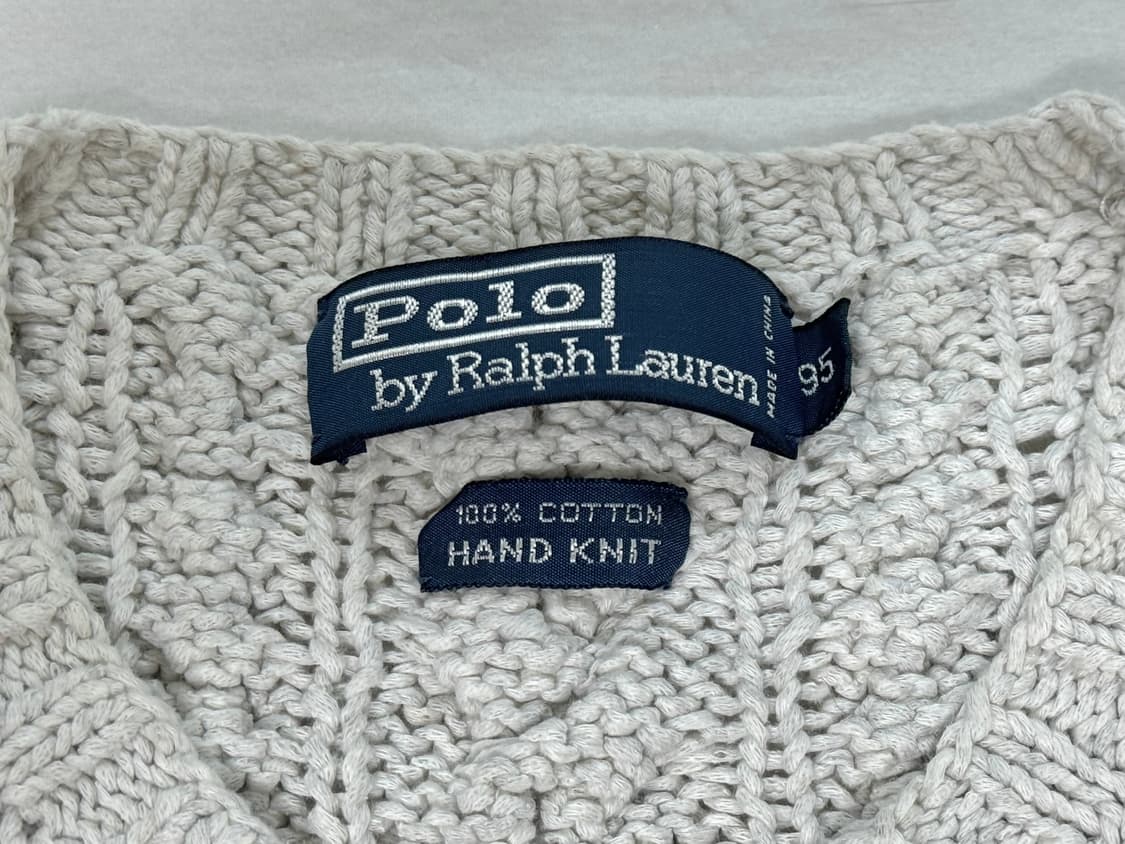 Polo
by Ralph Lauren
MADE IN CHINA
95
100% COTTON
HAND KNIT